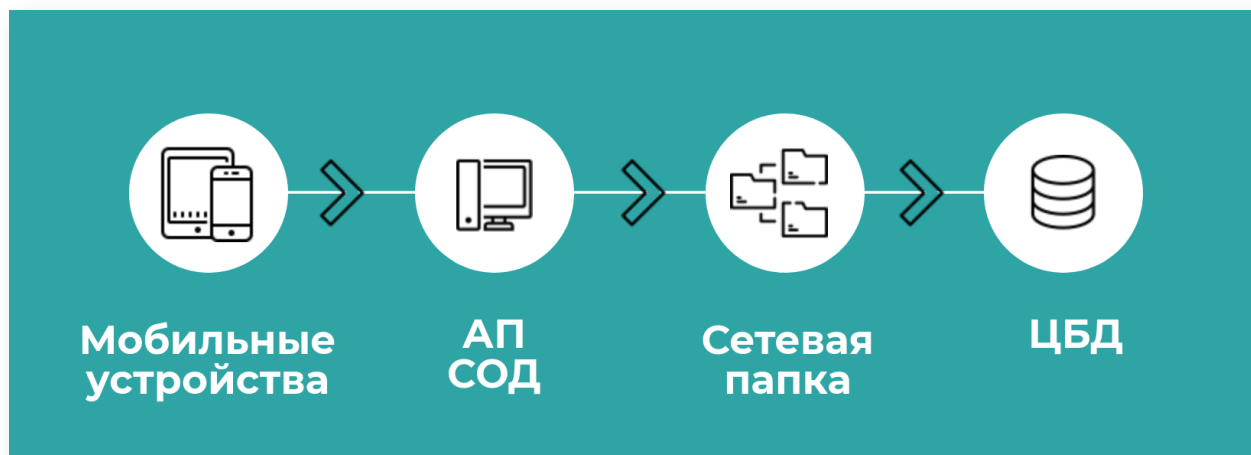 Мобильные
устройства
АП
СОД
Сетевая
папка
ЦБД